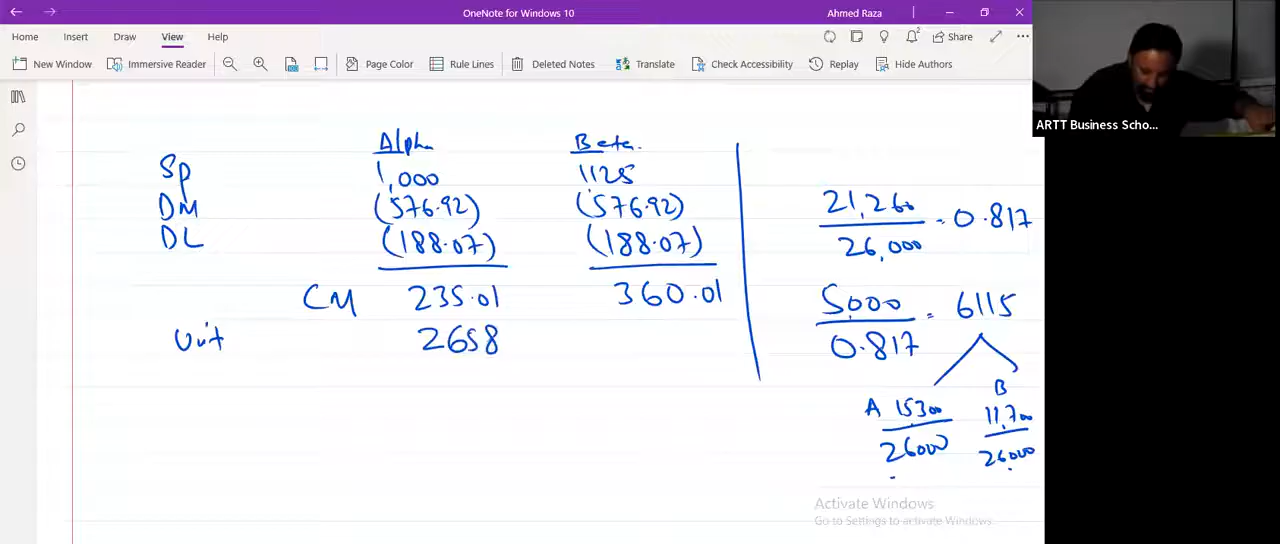 OneNote for Windows 10
Ahmed Raza
Home Insert Draw View Help
Share
New Window Immersive Reader Page Color Rule Lines Deleted Notes Translate Check Accessibility Replay Hide Authors
ARTT Business Scho...
Alpha Beta
Sp 1,000 1125
DM (576.92) (576.92)
DL (188.07) (188.07)
CM 235.01 360.01
Unit 2658
21,260 / 26,000 = 0.817
5,000 / 0.817 = 6115
A 15300 / 26000
B 11,700 / 26000
Activate Windows
Go to Settings to activate Windows.